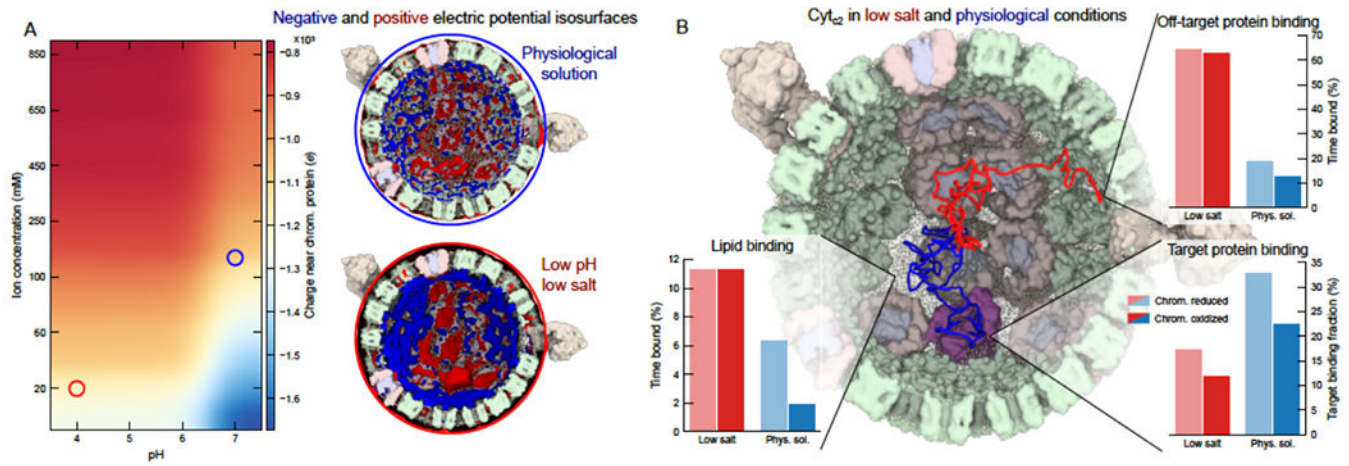 A
Negative and positive electric potential isosurfaces
Ion concentration (mM)
850
650
450
250
100
60
20
4
5
6
7
pH
×10³
−0.8
−0.9
−1.0
−1.1
−1.3
−1.4
−1.5
−1.6
Charge near chrom. protein (e)
Physiological
solution
Low pH
low salt
B
Cyt_c2 in low salt and physiological conditions
Off-target protein binding
70
60
50
40
30
20
10
0
Time bound (%)
Low salt
Phys. sol.
Lipid binding
12
10
8
6
4
2
0
Time bound (%)
Low salt
Phys. sol.
Target protein binding
Chrom. reduced
Chrom. oxidized
35
30
25
20
15
10
5
0
Target binding fraction (%)
Low salt
Phys. sol.